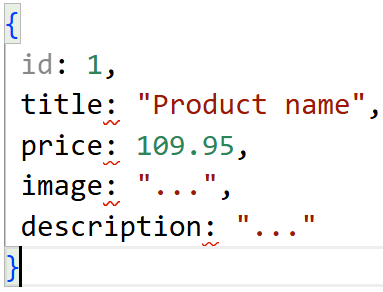 {
id: 1,
title: "Product name",
price: 109.95,
image: "...",
description: "..."
}